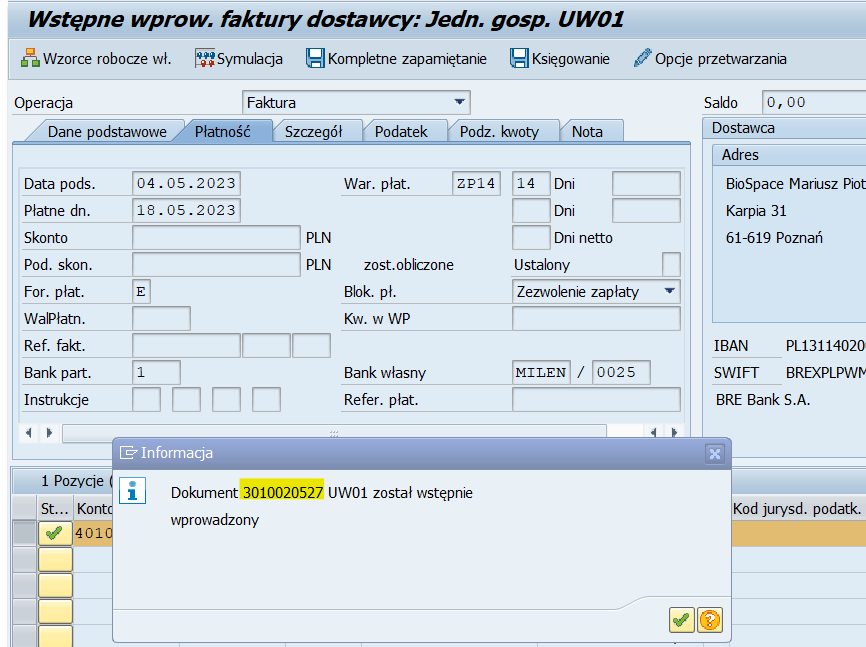 Wstępne wprow. faktury dostawcy: Jedn. gosp. UW01
Wzorce robocze wł. Symulacja Kompletne zapamiętanie Księgowanie Opcje przetwarzania
Operacja Faktura Saldo 0,00
Dane podstawowe Płatność Szczegół Podatek Podz. kwoty Nota
Dostawca
Adres
Data pods. 04.05.2023 War. płat. ZP14 14 Dni
BioSpace Mariusz Piot
Płatne dn. 18.05.2023 Dni
Karpia 31
Skonto PLN Dni netto
61-619 Poznań
Pod. skon. PLN zost.obliczone Ustalony
For. płat. E Blok. pł. Zezwolenie zapłaty
WalPłatn. Kw. w WP
Ref. fakt.
IBAN PL13114020
Bank part. 1 Bank własny MILEN / 0025
SWIFT BREXPLPWM
Instrukcje Refer. płat.
BRE Bank S.A.
Informacja
1 Pozycje (
St... Konto
Kod jurysd. podatk.
4010
Dokument 3010020527 UW01 został wstępnie
wprowadzony